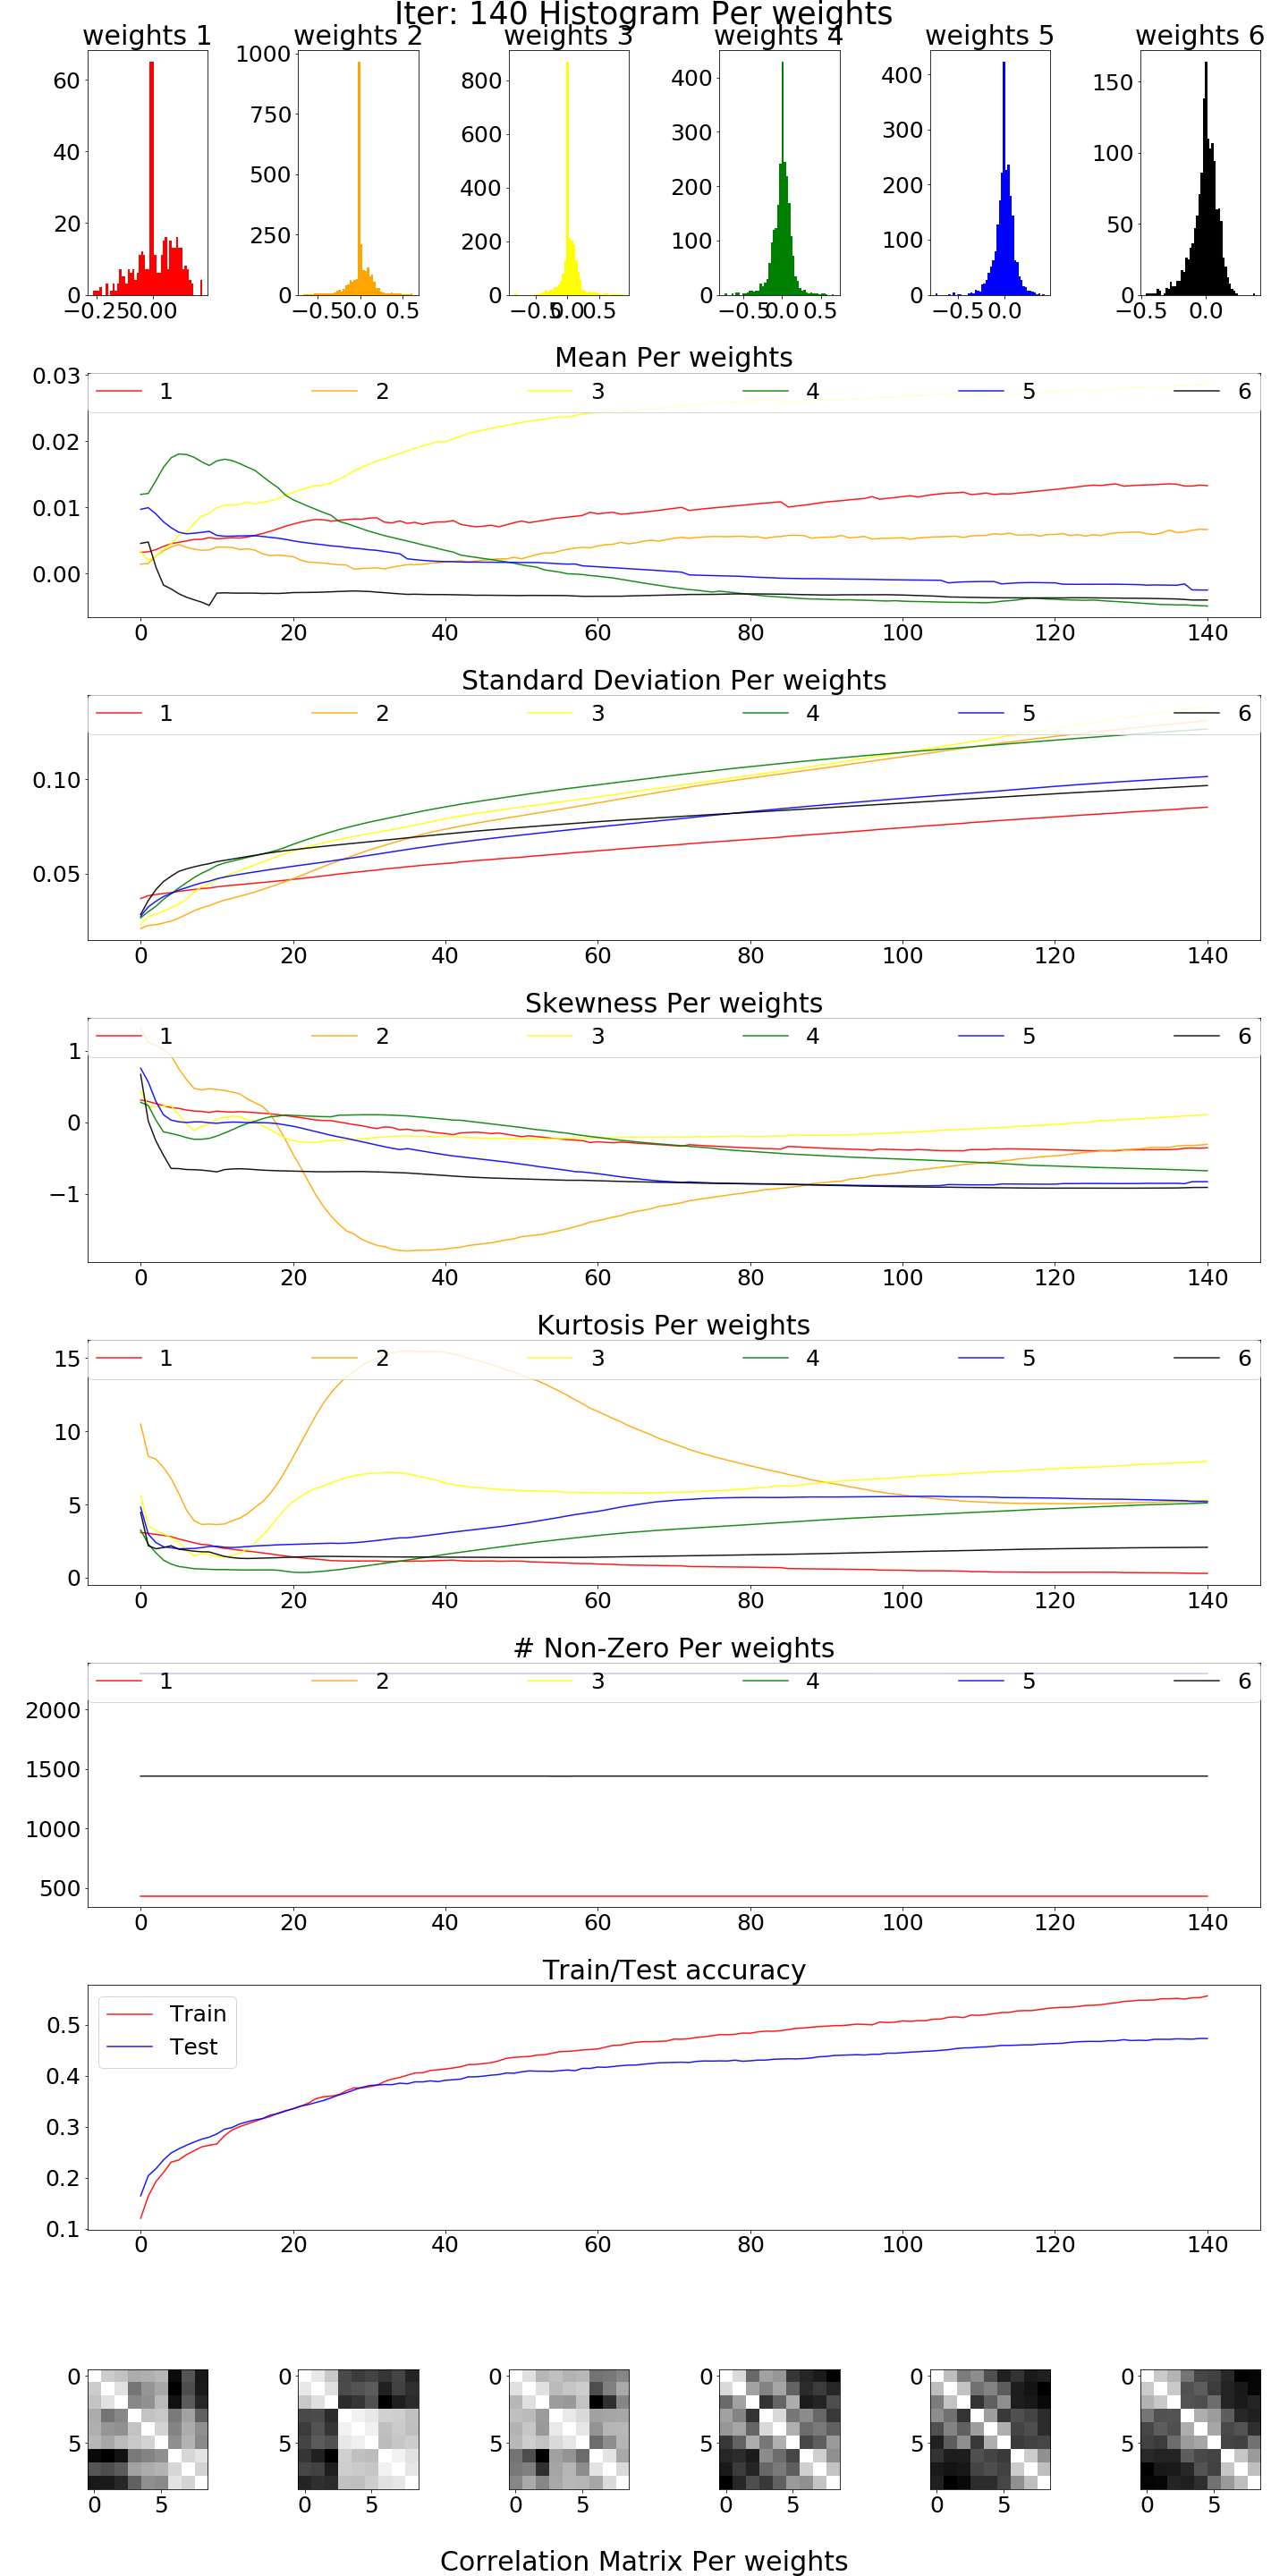 Iter: 140 Histogram Per weights
weights 1 weights 2 weights 3 weights 4 weights 5 weights 6
60 40 20 0
1000 750 500 250 0
800 600 400 200 0
400 300 200 100 0
400 300 200 100 0
150 100 50 0
−0.25 0.00 −0.5 0.0 0.5 −0.5 0.0 0.5 −0.5 0.0 0.5 −0.5 0.0 −0.5 0.0
Mean Per weights
1 2 3 4 5 6
0.03
0.02
0.01
0.00
0 20 40 60 80 100 120 140
Standard Deviation Per weights
1 2 3 4 5 6
0.10
0.05
0 20 40 60 80 100 120 140
Skewness Per weights
1 2 3 4 5 6
1
0
−1
0 20 40 60 80 100 120 140
Kurtosis Per weights
1 2 3 4 5 6
15
10
5
0
0 20 40 60 80 100 120 140
# Non-Zero Per weights
1 2 3 4 5 6
2000
1500
1000
500
0 20 40 60 80 100 120 140
Train/Test accuracy
Train
Test
0.5
0.4
0.3
0.2
0.1
0 20 40 60 80 100 120 140
0 0 0 0 0 0
5 5 5 5 5 5
0 5 0 5 0 5 0 5 0 5 0 5
Correlation Matrix Per weights